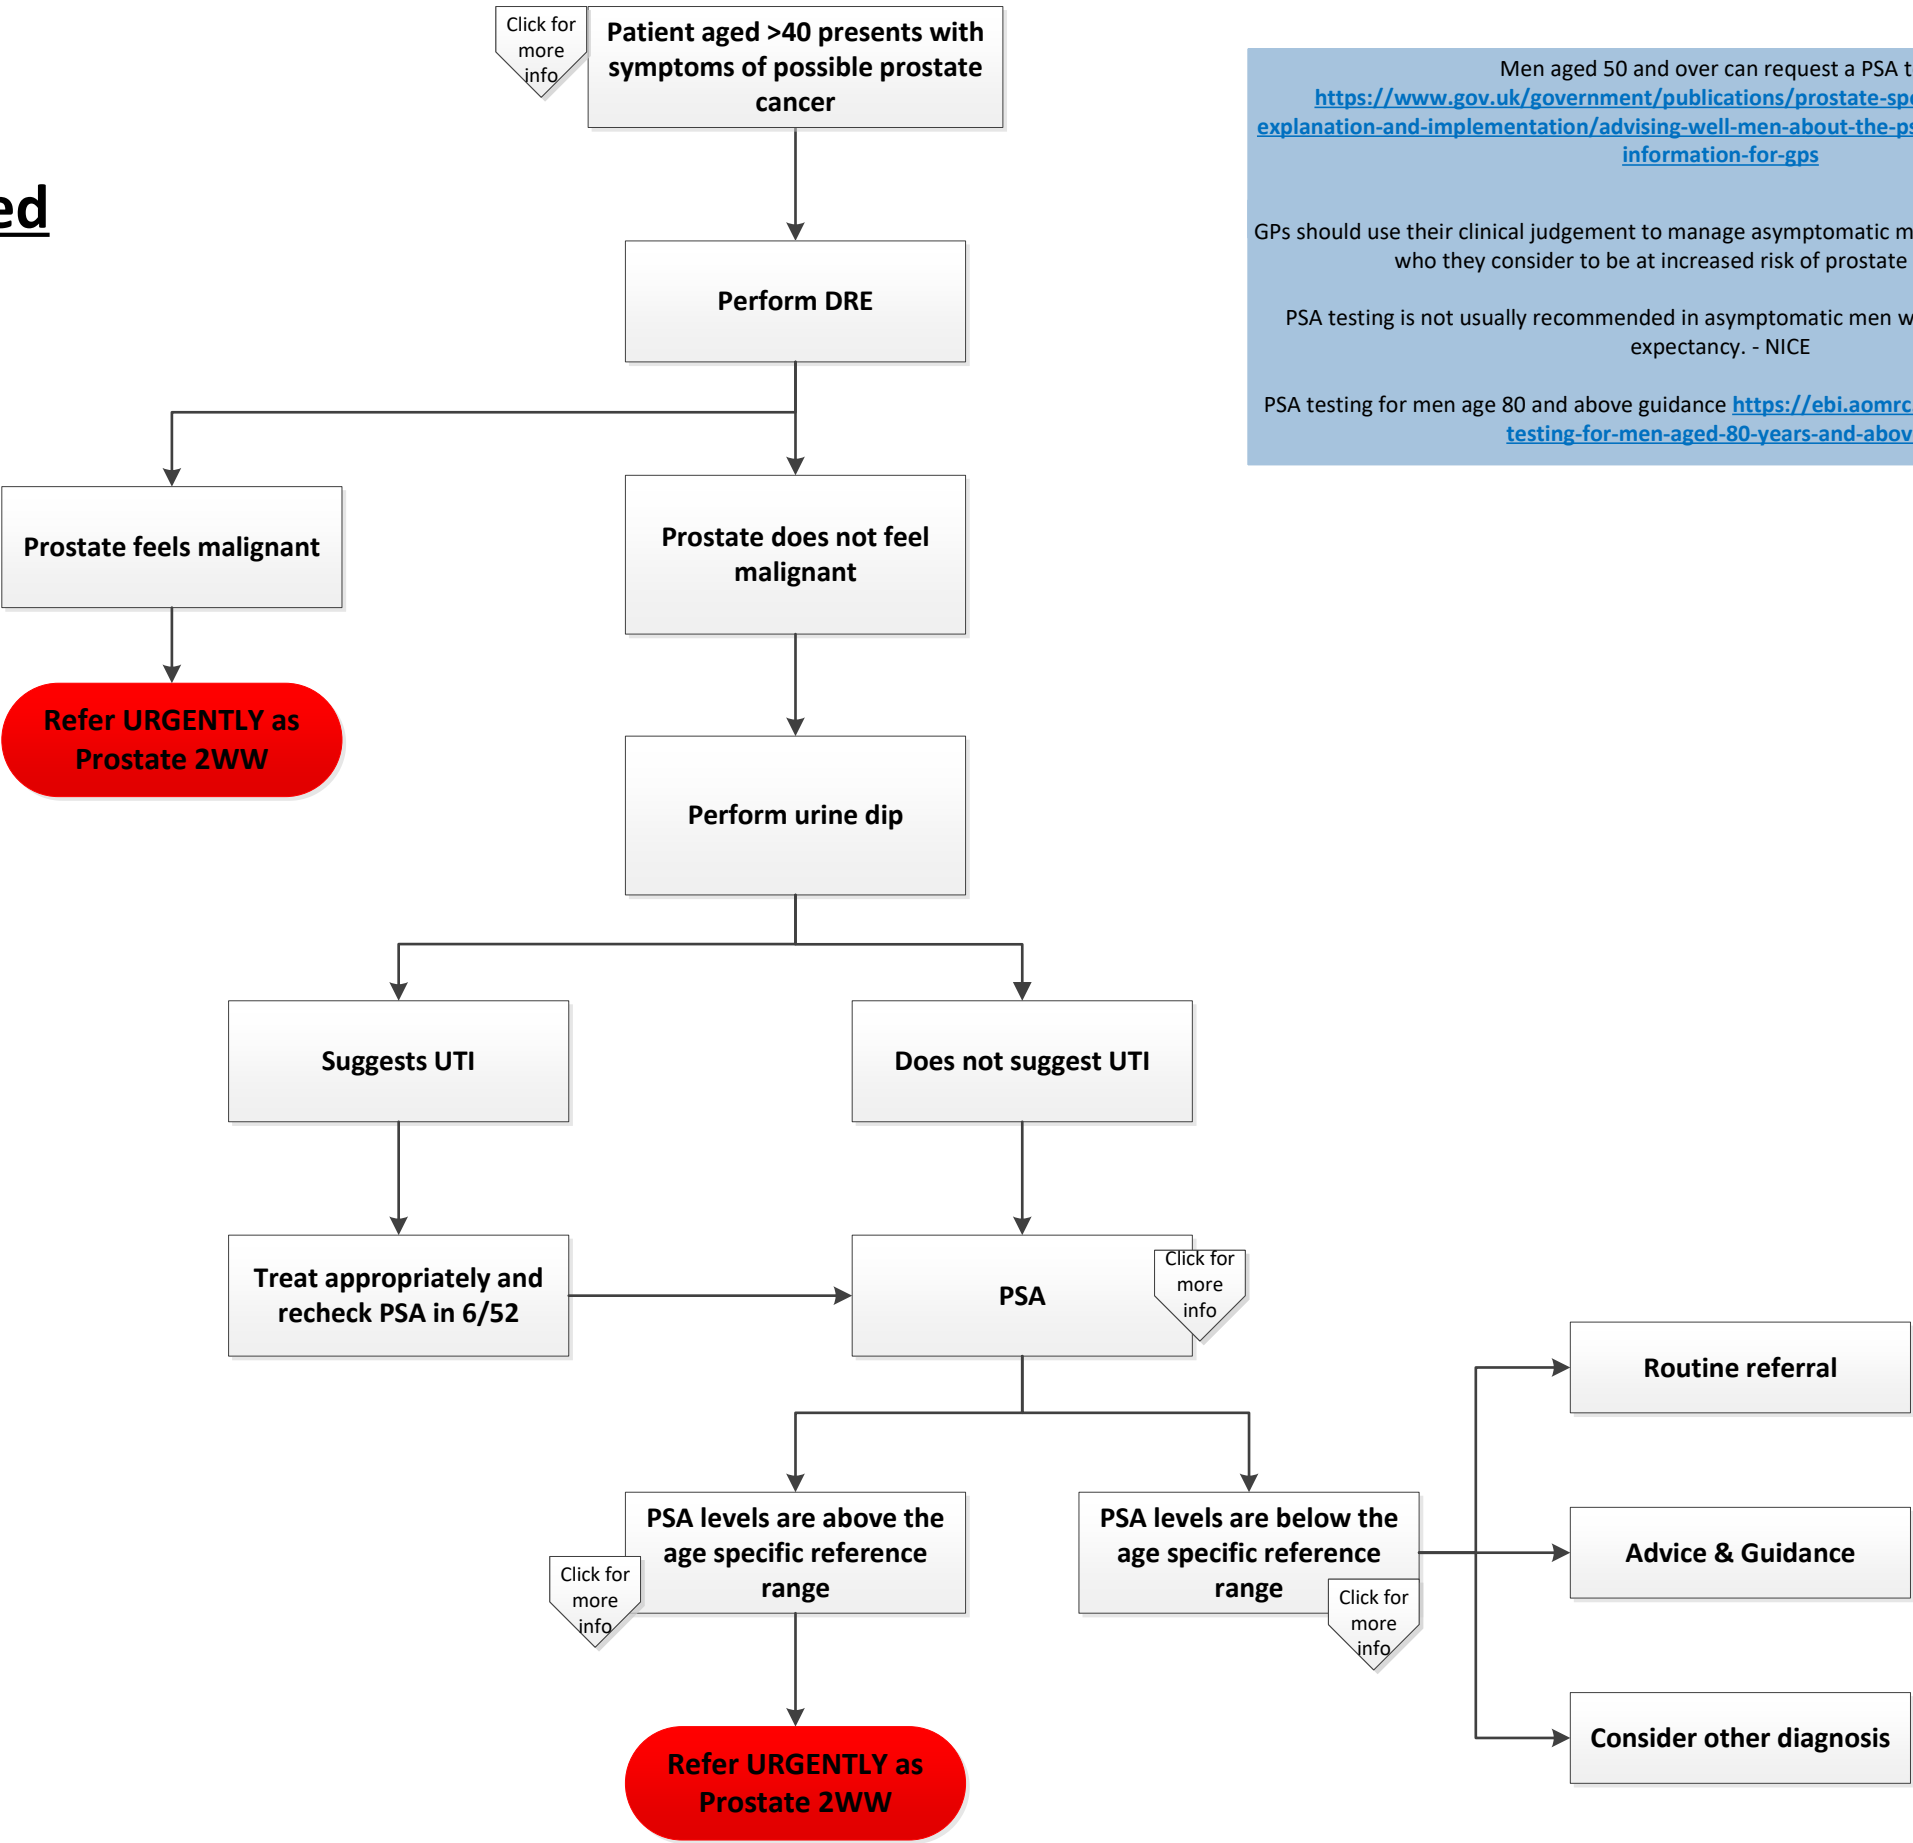 Click for
more
info
Patient aged >40 presents with
symptoms of possible prostate
cancer
Men aged 50 and over can request a PSA
https://www.gov.uk/government/publications/prostate-spe
explanation-and-implementation/advising-well-men-about-the-ps
information-for-gps
GPs should use their clinical judgement to manage asymptomatic m
who they consider to be at increased risk of prostate
PSA testing is not usually recommended in asymptomatic men w
expectancy. - NICE
PSA testing for men age 80 and above guidance https://ebi.aomrc.
testing-for-men-aged-80-years-and-abov
ed
Perform DRE
Prostate feels malignant
Prostate does not feel
malignant
Refer URGENTLY as
Prostate 2WW
Perform urine dip
Suggests UTI
Does not suggest UTI
Treat appropriately and
recheck PSA in 6/52
PSA
Click for
more
info
Routine referral
PSA levels are above the
age specific reference
range
Click for
more
info
PSA levels are below the
age specific reference
range
Click for
more
info
Advice & Guidance
Consider other diagnosis
Refer URGENTLY as
Prostate 2WW